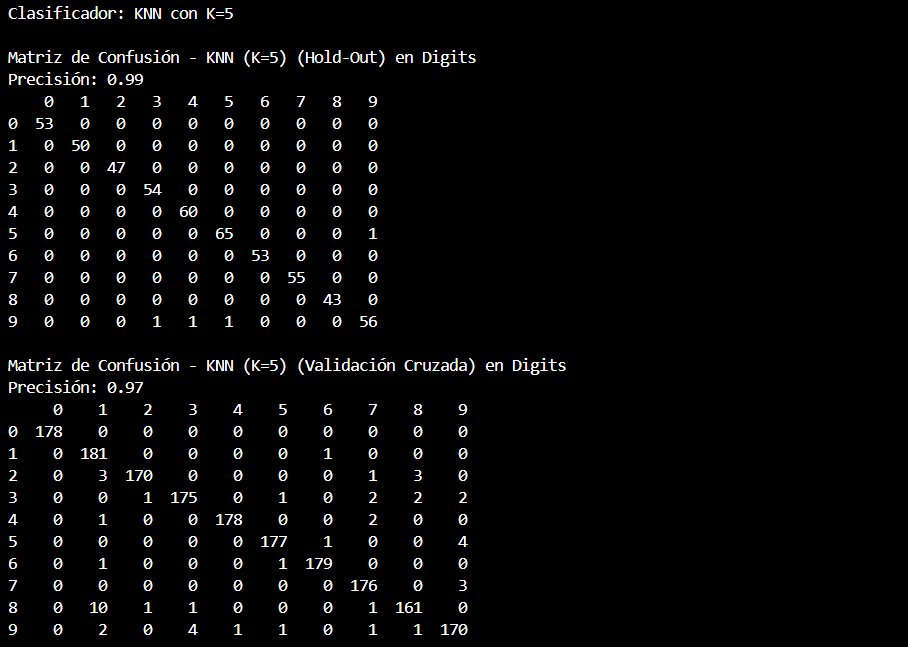 Clasificador: KNN con K=5
Matriz de Confusión - KNN (K=5) (Hold-Out) en Digits
Precisión: 0.99
0 1 2 3 4 5 6 7 8 9
0 53 0 0 0 0 0 0 0 0 0
1 0 50 0 0 0 0 0 0 0 0
2 0 0 47 0 0 0 0 0 0 0
3 0 0 0 54 0 0 0 0 0 0
4 0 0 0 0 60 0 0 0 0 0
5 0 0 0 0 0 65 0 0 0 1
6 0 0 0 0 0 0 53 0 0 0
7 0 0 0 0 0 0 0 55 0 0
8 0 0 0 0 0 0 0 0 43 0
9 0 0 0 1 1 1 0 0 0 56
Matriz de Confusión - KNN (K=5) (Validación Cruzada) en Digits
Precisión: 0.97
0 1 2 3 4 5 6 7 8 9
0 178 0 0 0 0 0 0 0 0 0
1 0 181 0 0 0 0 1 0 0 0
2 0 3 170 0 0 0 0 1 3 0
3 0 0 1 175 0 1 0 2 2 2
4 0 1 0 0 178 0 0 2 0 0
5 0 0 0 0 0 177 1 0 0 4
6 0 1 0 0 0 1 179 0 0 0
7 0 0 0 0 0 0 0 176 0 3
8 0 10 1 1 0 0 0 1 161 0
9 0 2 0 4 1 1 0 1 1 170